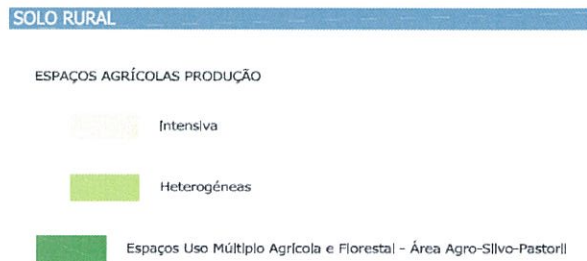 SOLO RURAL
ESPAÇOS AGRÍCOLAS PRODUÇÃO
Intensiva
Heterogéneas
Espaços Uso Múltiplo Agrícola e Florestal - Área Agro-Silvo-Pastoril